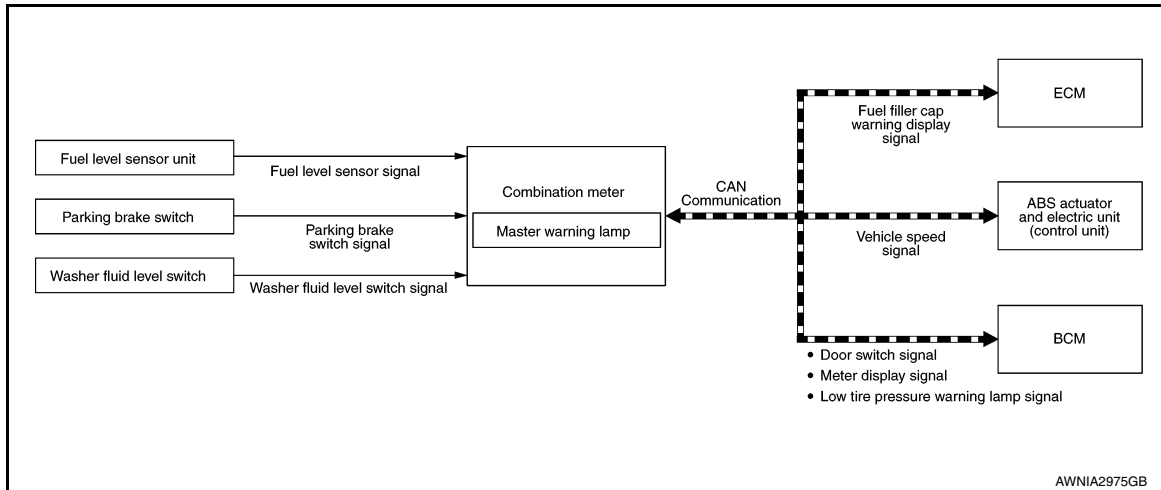 Fuel level sensor unit
Fuel level sensor signal
Parking brake switch
Parking brake
switch signal
Washer fluid level switch
Washer fluid level switch signal
Combination meter
Master warning lamp
CAN
Communication
Fuel filler cap
warning display
signal
ECM
Vehicle speed
signal
ABS actuator
and electric unit
(control unit)
BCM
• Door switch signal
• Meter display signal
• Low tire pressure warning lamp signal
AWNIA2975GB